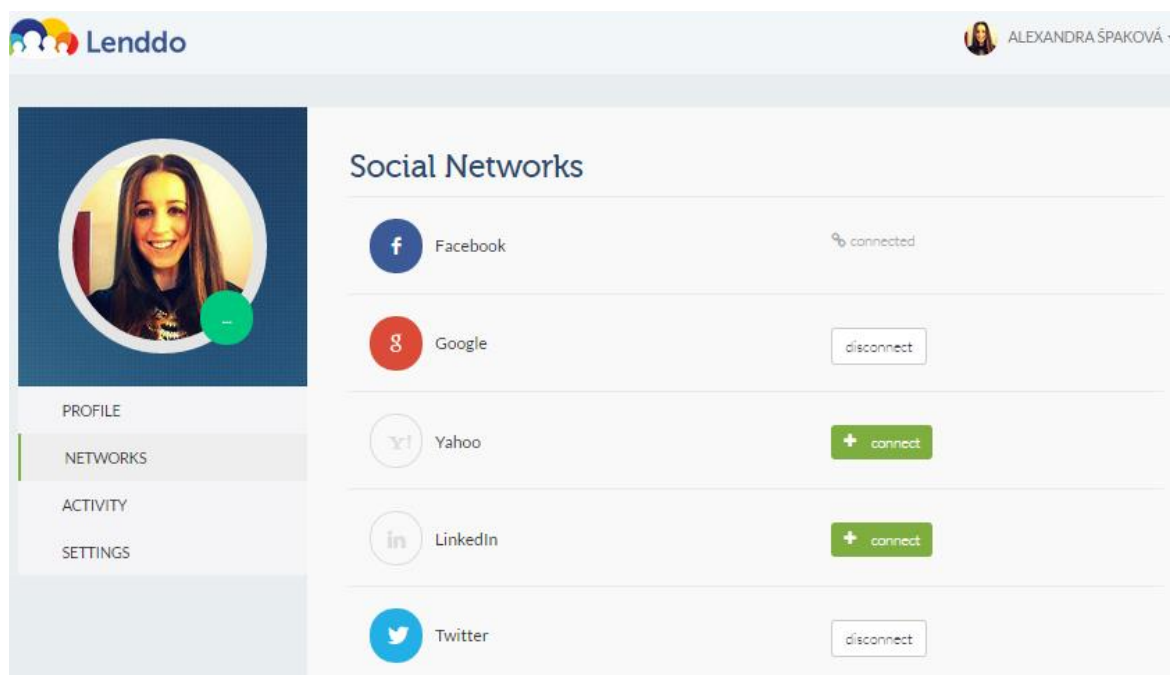 Lenddo
ALEXANDRA ŠPAKOVÁ
Social Networks
f Facebook connected
g Google disconnect
...
PROFILE
Y! Yahoo + connect
NETWORKS
ACTIVITY
in LinkedIn + connect
SETTINGS
Twitter disconnect